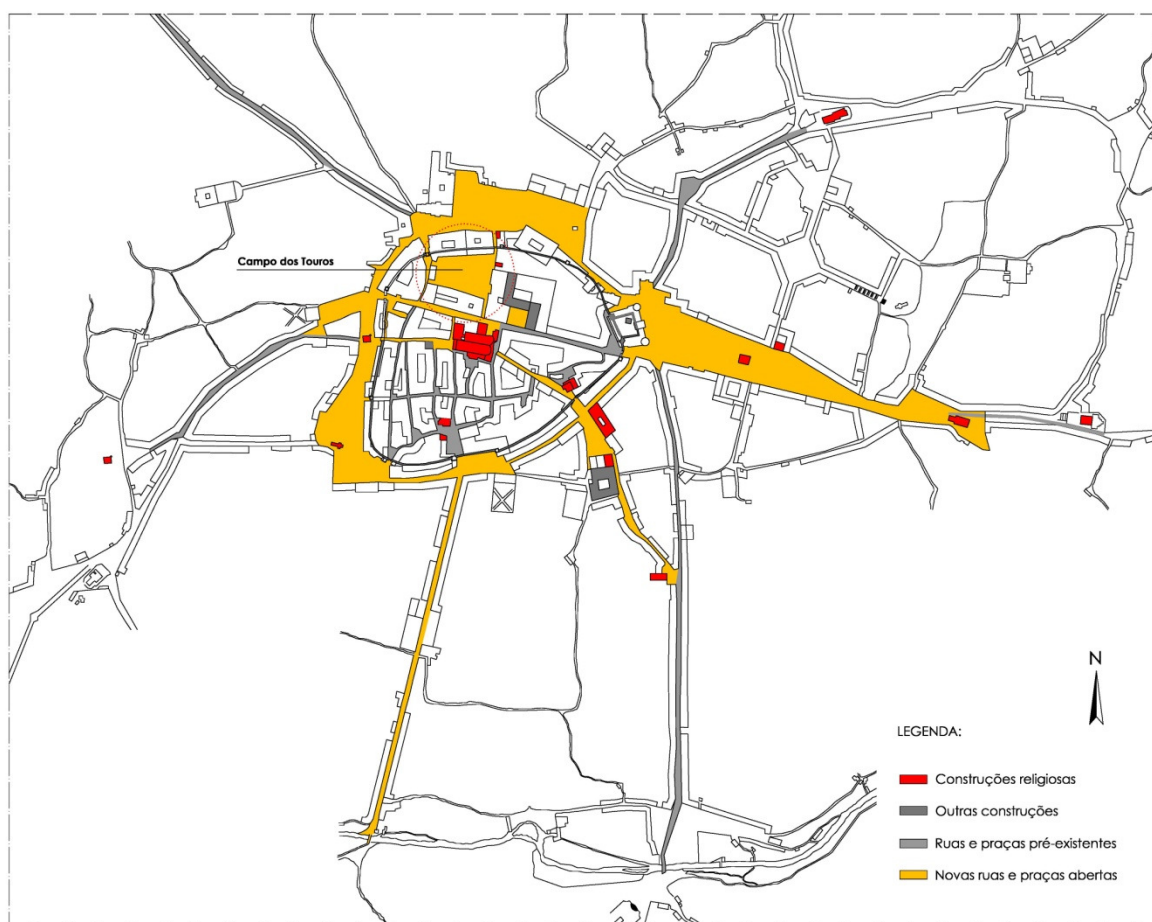 Campo dos Touros
N
LEGENDA:
Construções religiosas
Outras construções
Ruas e praças pré-existentes
Novas ruas e praças abertas